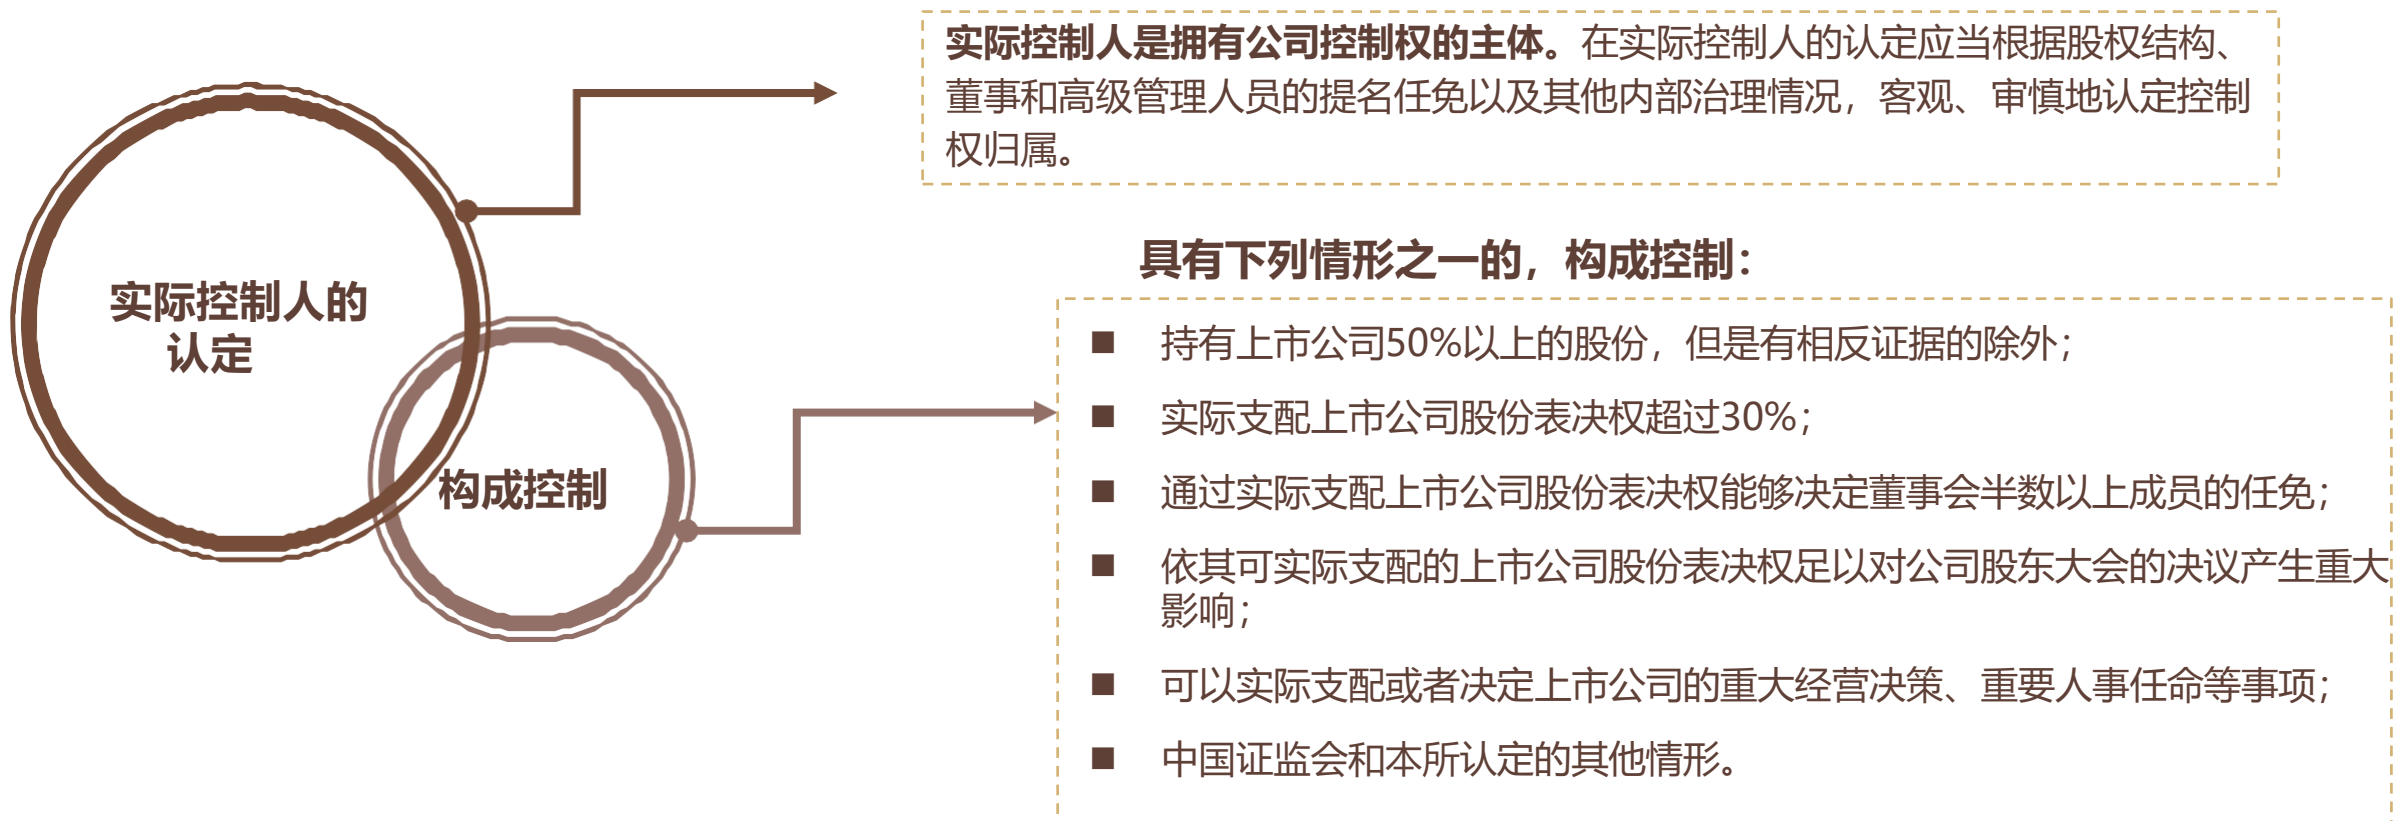 实际控制人是拥有公司控制权的主体。在实际控制人的认定应当根据股权结构、
董事和高级管理人员的提名任免以及其他内部治理情况，客观、审慎地认定控制
权归属。
实际控制人的
认定
构成控制
具有下列情形之一的，构成控制：
■ 持有上市公司50%以上的股份，但是有相反证据的除外；
■ 实际支配上市公司股份表决权超过30%；
■ 通过实际支配上市公司股份表决权能够决定董事会半数以上成员的任免；
■ 依其可实际支配的上市公司股份表决权足以对公司股东大会的决议产生重大
影响；
■ 可以实际支配或者决定上市公司的重大经营决策、重要人事任命等事项；
■ 中国证监会和本所认定的其他情形。